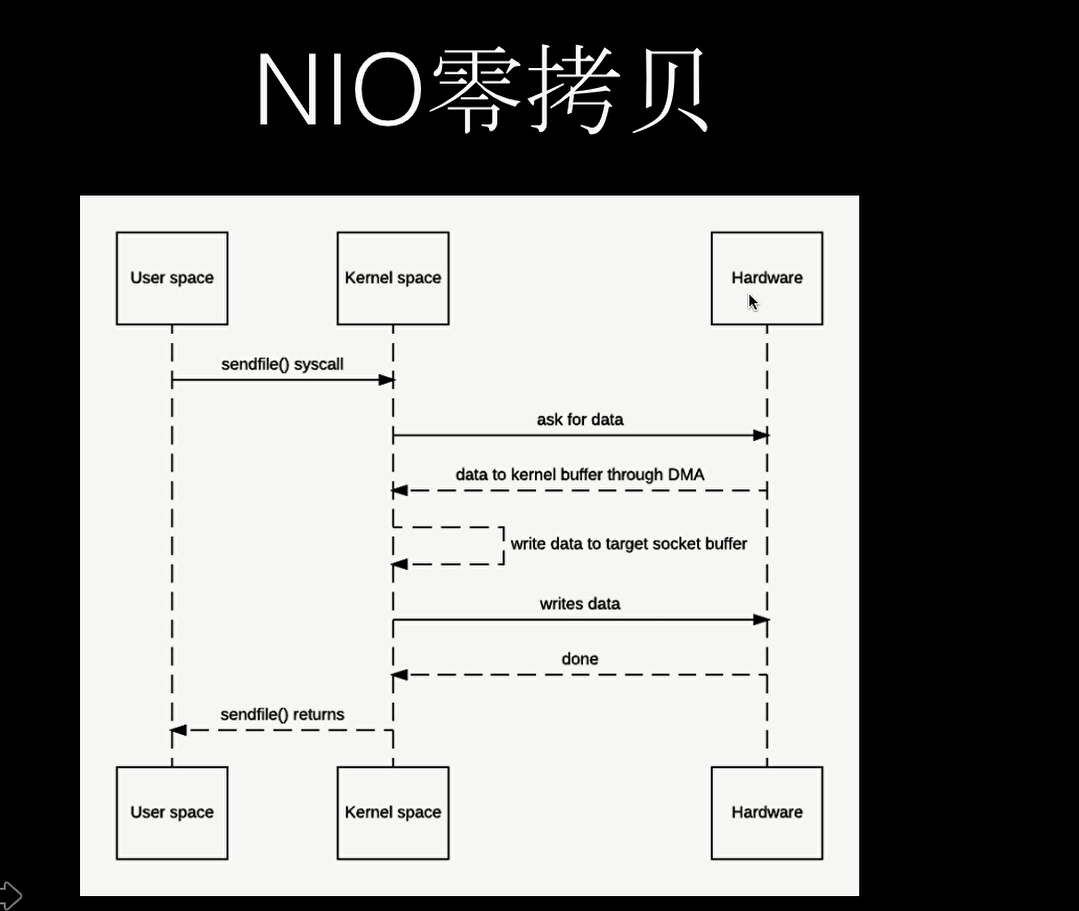 NIO零拷贝
User space
Kernel space
Hardware
sendfile() syscall
ask for data
data to kernel buffer through DMA
write data to target socket buffer
writes data
done
sendfile() returns
User space
Kernel space
Hardware